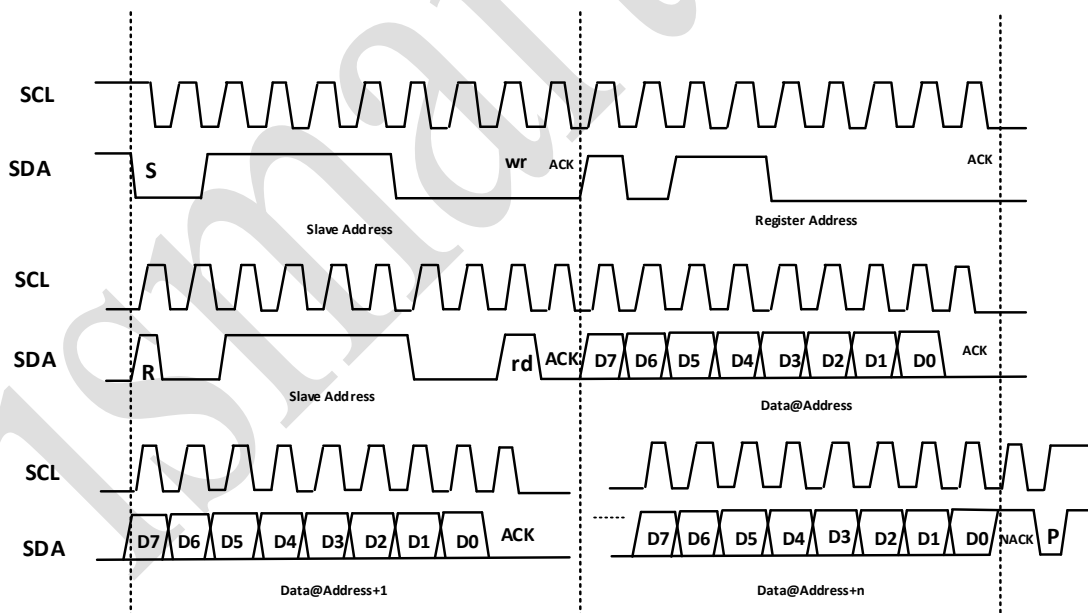 SCL
SDA S wr ACK ACK
Slave Address Register Address
SCL
SDA R rd ACK D7 D6 D5 D4 D3 D2 D1 D0 ACK
Slave Address Data@Address
SCL
SDA D7 D6 D5 D4 D3 D2 D1 D0 ACK D7 D6 D5 D4 D3 D2 D1 D0 NACK P
Data@Address+1 Data@Address+n